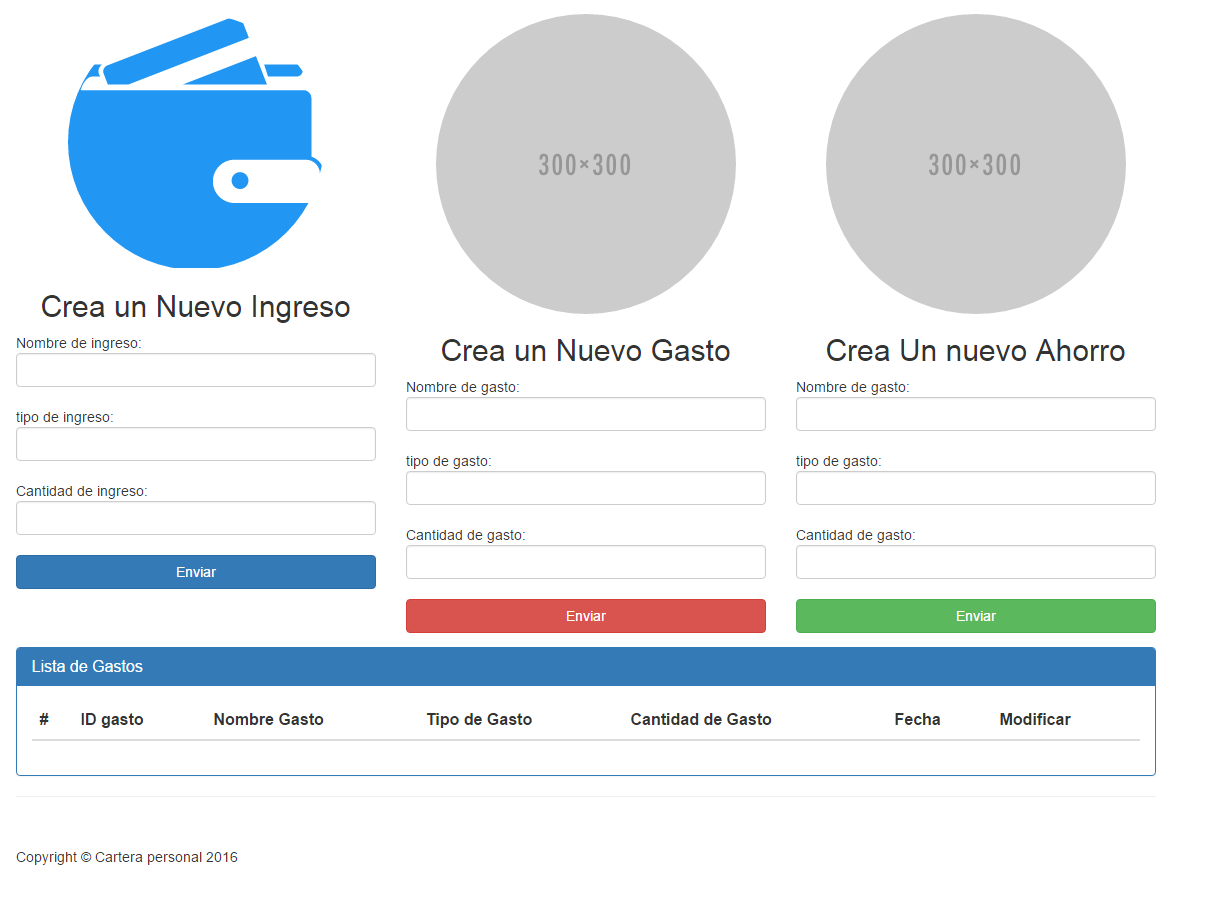 300×300
300×300
Crea un Nuevo Ingreso
Nombre de ingreso:
tipo de ingreso:
Cantidad de ingreso:
Enviar
Crea un Nuevo Gasto
Nombre de gasto:
tipo de gasto:
Cantidad de gasto:
Enviar
Crea Un nuevo Ahorro
Nombre de gasto:
tipo de gasto:
Cantidad de gasto:
Enviar
Lista de Gastos
# ID gasto Nombre Gasto Tipo de Gasto Cantidad de Gasto Fecha Modificar
Copyright © Cartera personal 2016